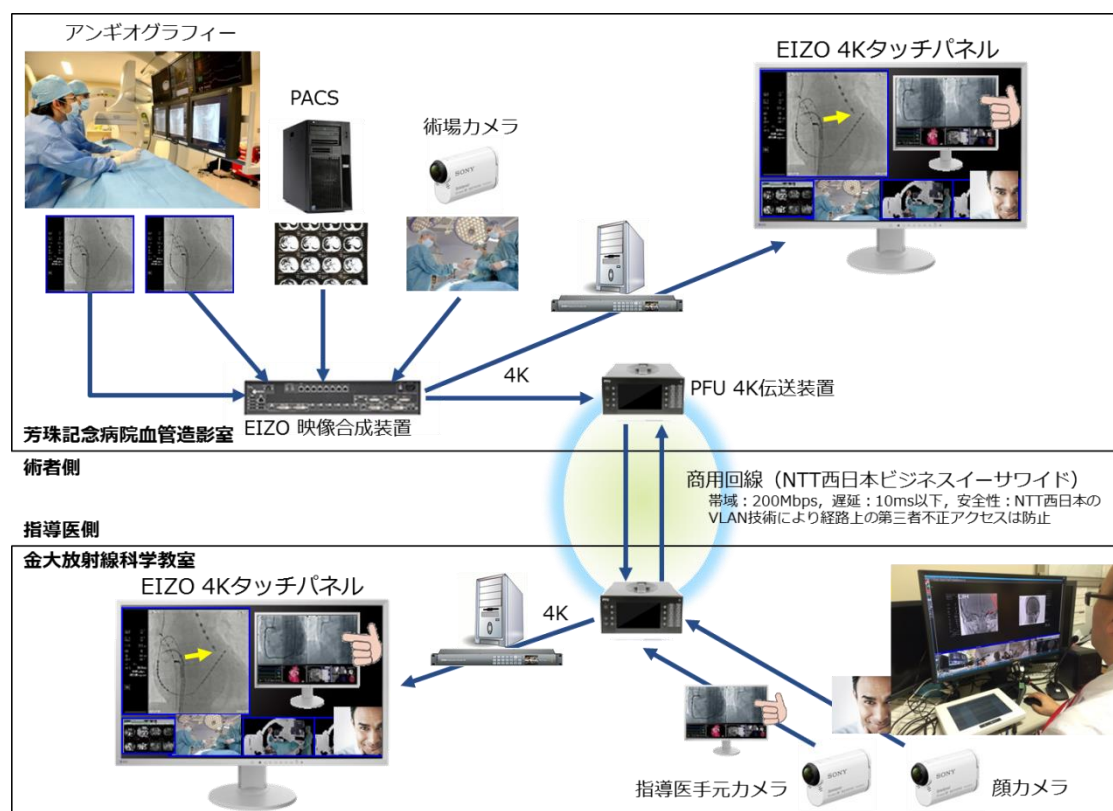 アンギオグラフィー
EIZO 4Kタッチパネル
PACS
術場カメラ
SONY
4K
PFU 4K伝送装置
EIZO 映像合成装置
芳珠記念病院血管造影室
術者側
商用回線（NTT西日本ビジネスイーサワイド）
帯域：200Mbps，遅延：10ms以下，安全性：NTT西日本の
VLAN技術により経路上の第三者不正アクセスは防止
指導医側
金大放射線科学教室
EIZO 4Kタッチパネル
4K
指導医手元カメラ
SONY
SONY
顔カメラ